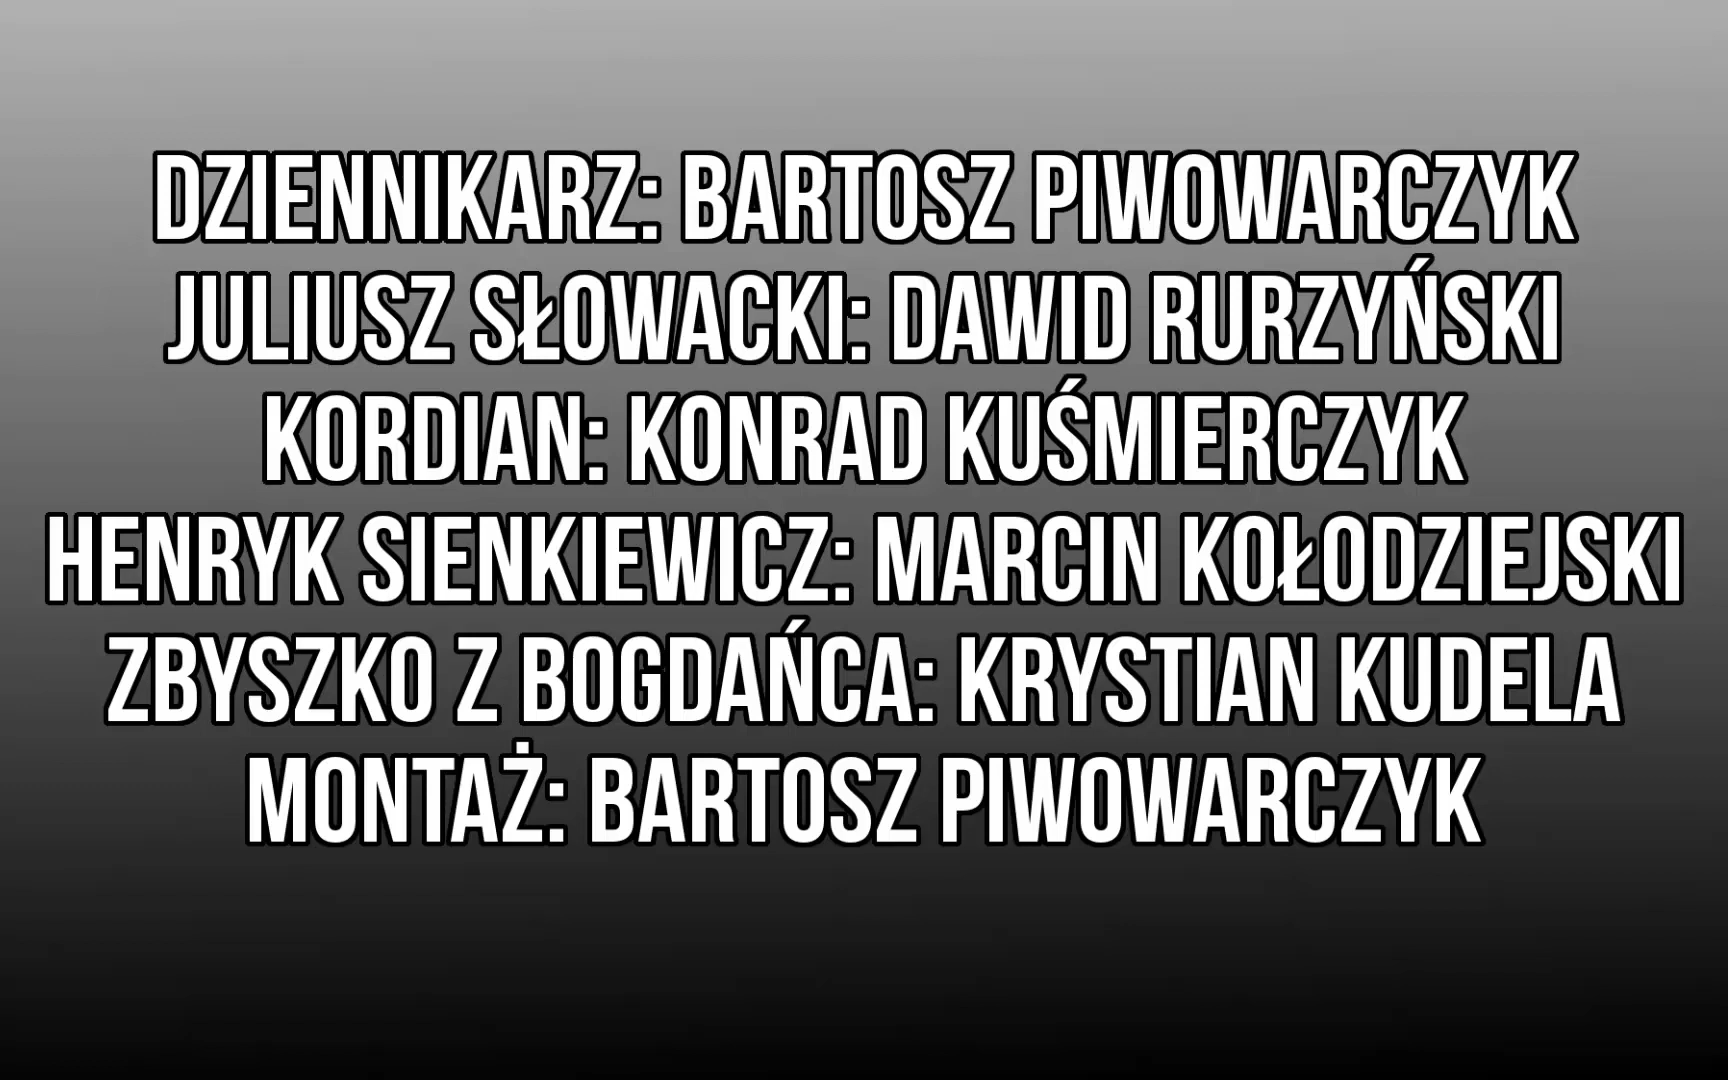 DZIENNIKARZ: BARTOSZ PIWOWARCZYK
JULIUSZ SŁOWACKI: DAWID RURZYŃSKI
KORDIAN: KONRAD KUŚMIERCZYK
HENRYK SIENKIEWICZ: MARCIN KOŁODZIEJSKI
ZBYSZKO Z BOGDAŃCA: KRYSTIAN KUDELA
MONTAŻ: BARTOSZ PIWOWARCZYK